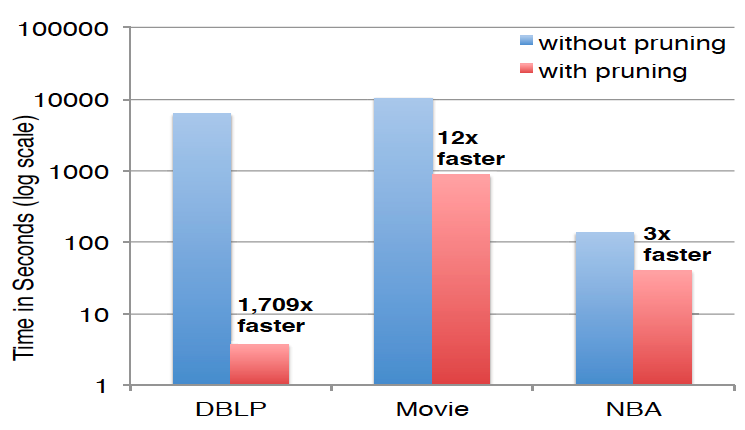 100000
10000
1000
100
10
1
Time in Seconds (log scale)
without pruning
with pruning
1,709x
faster
12x
faster
3x
faster
DBLP
Movie
NBA